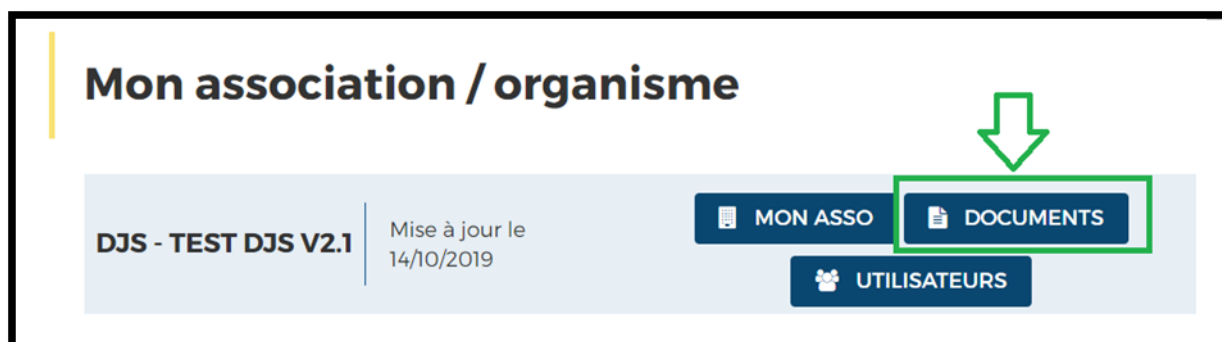 Mon association / organisme
DJS - TEST DJS V2.1
Mise à jour le
14/10/2019
MON ASSO
DOCUMENTS
UTILISATEURS